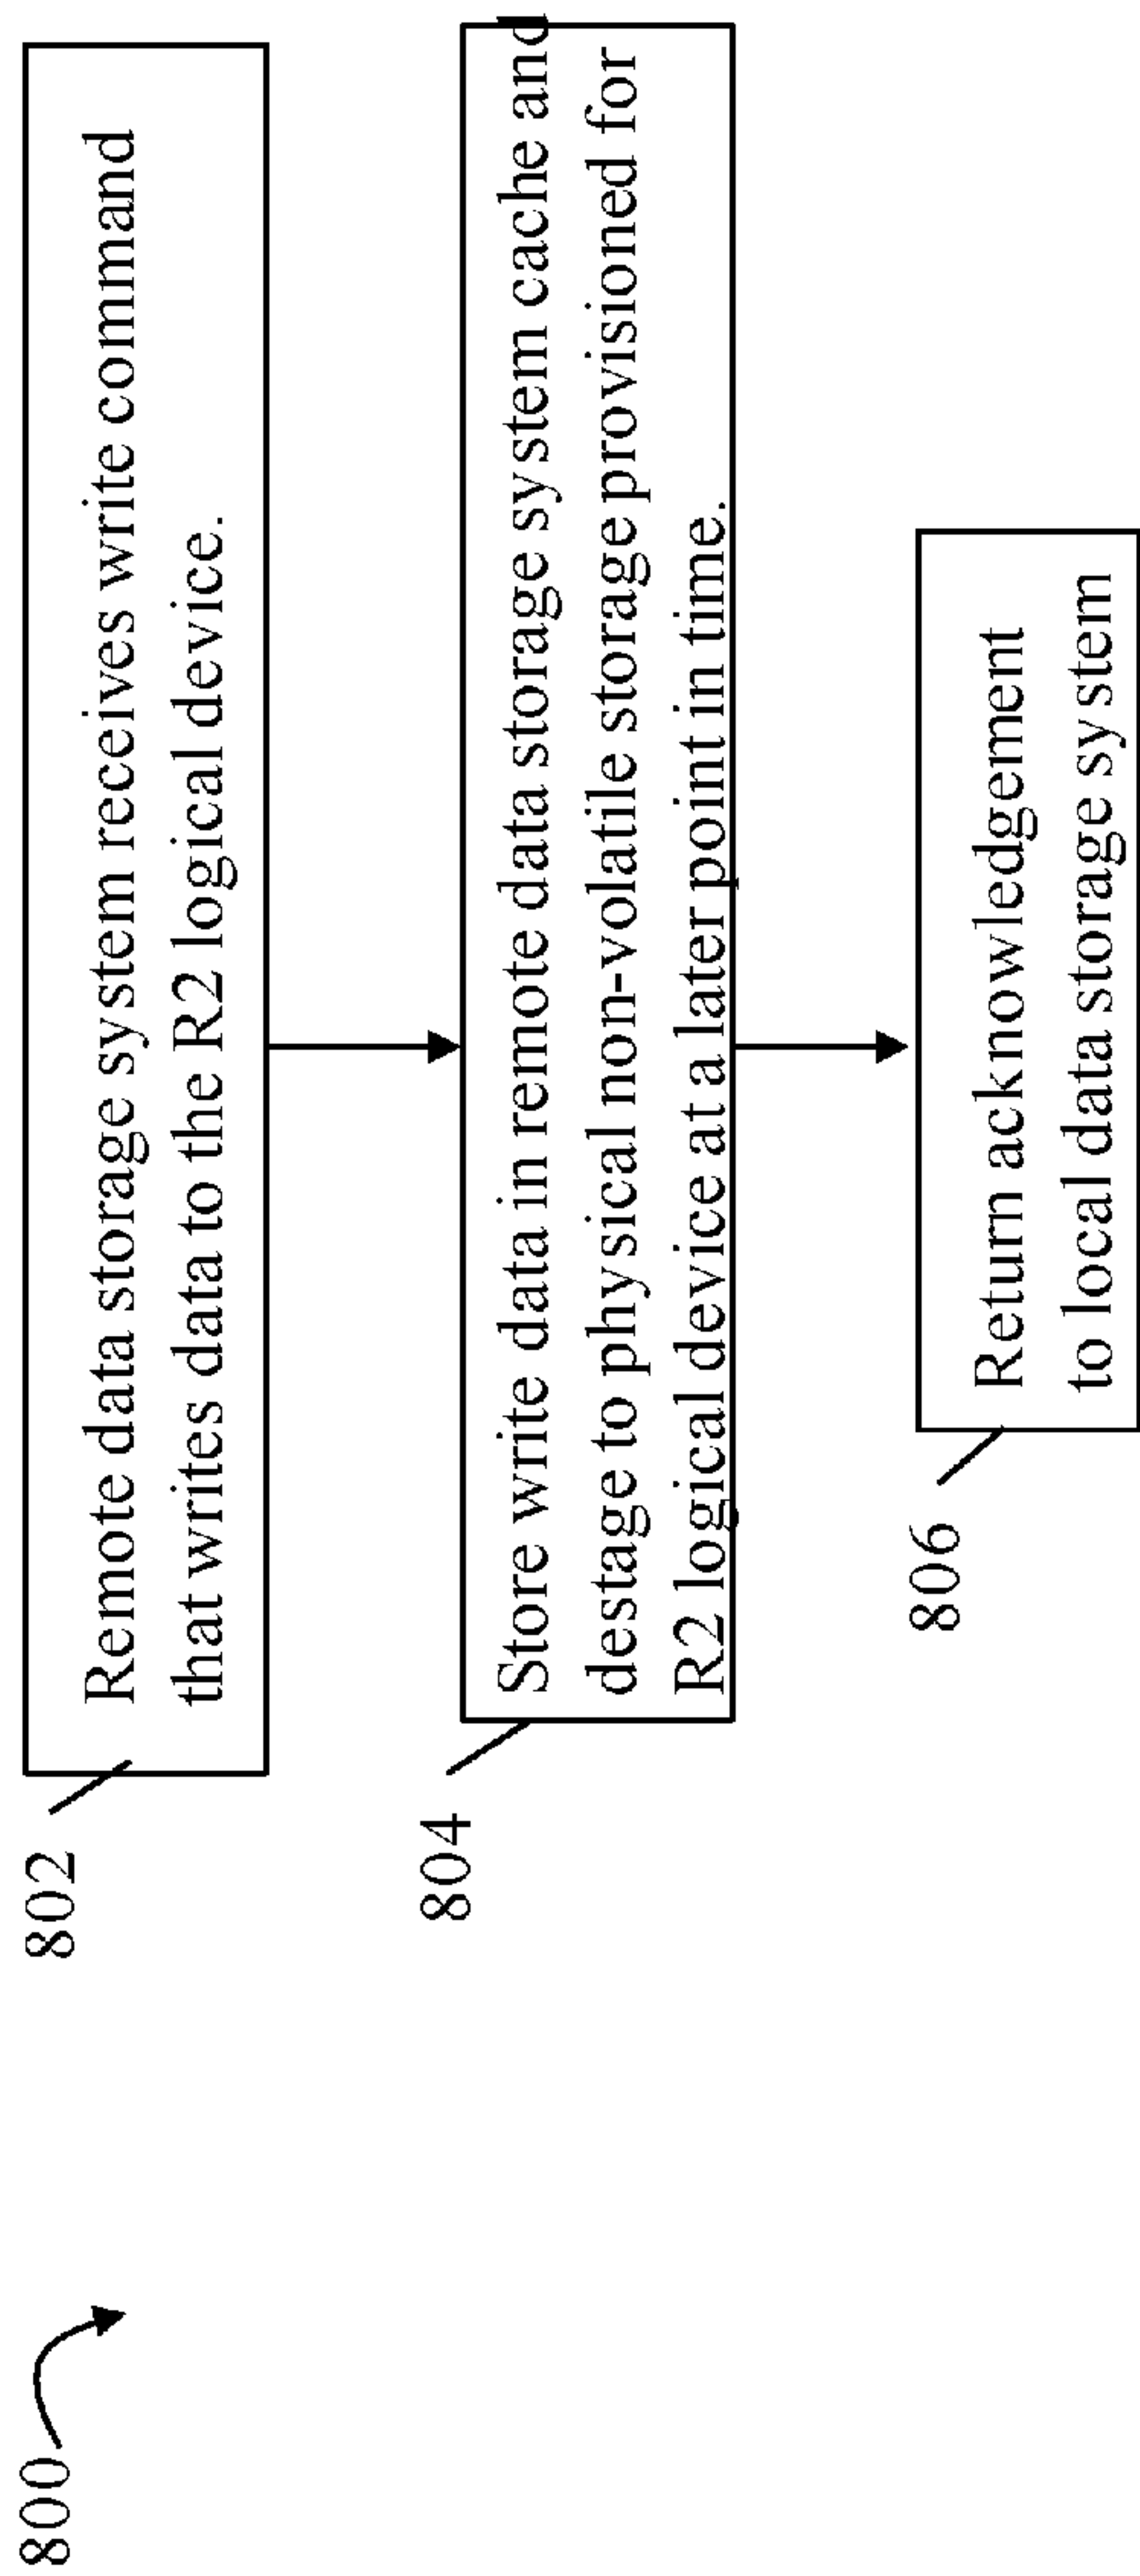 800
802
Remote data storage system receives write command
that writes data to the R2 logical device.
804
Store write data in remote data storage system cache and
destage to physical non-volatile storage provisioned for
R2 logical device at a later point in time.
806
Return acknowledgement
to local data storage system